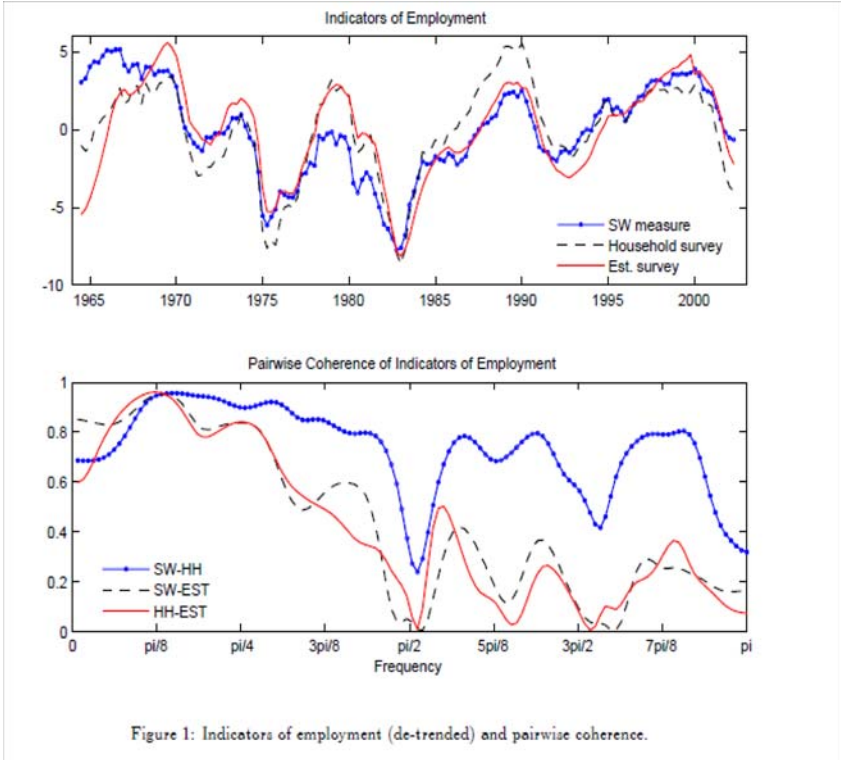 Indicators of Employment
5
0
-5
-10
1965 1970 1975 1980 1985 1990 1995 2000
SW measure
Household survey
Est. survey
Pairwise Coherence of Indicators of Employment
1
0.8
0.6
0.4
0.2
0
SW-HH
SW-EST
HH-EST
0 pi/8 pi/4 3pi/8 pi/2 5pi/8 3pi/2 7pi/8 pi
Frequency
Figure 1: Indicators of employment (de-trended) and pairwise coherence.